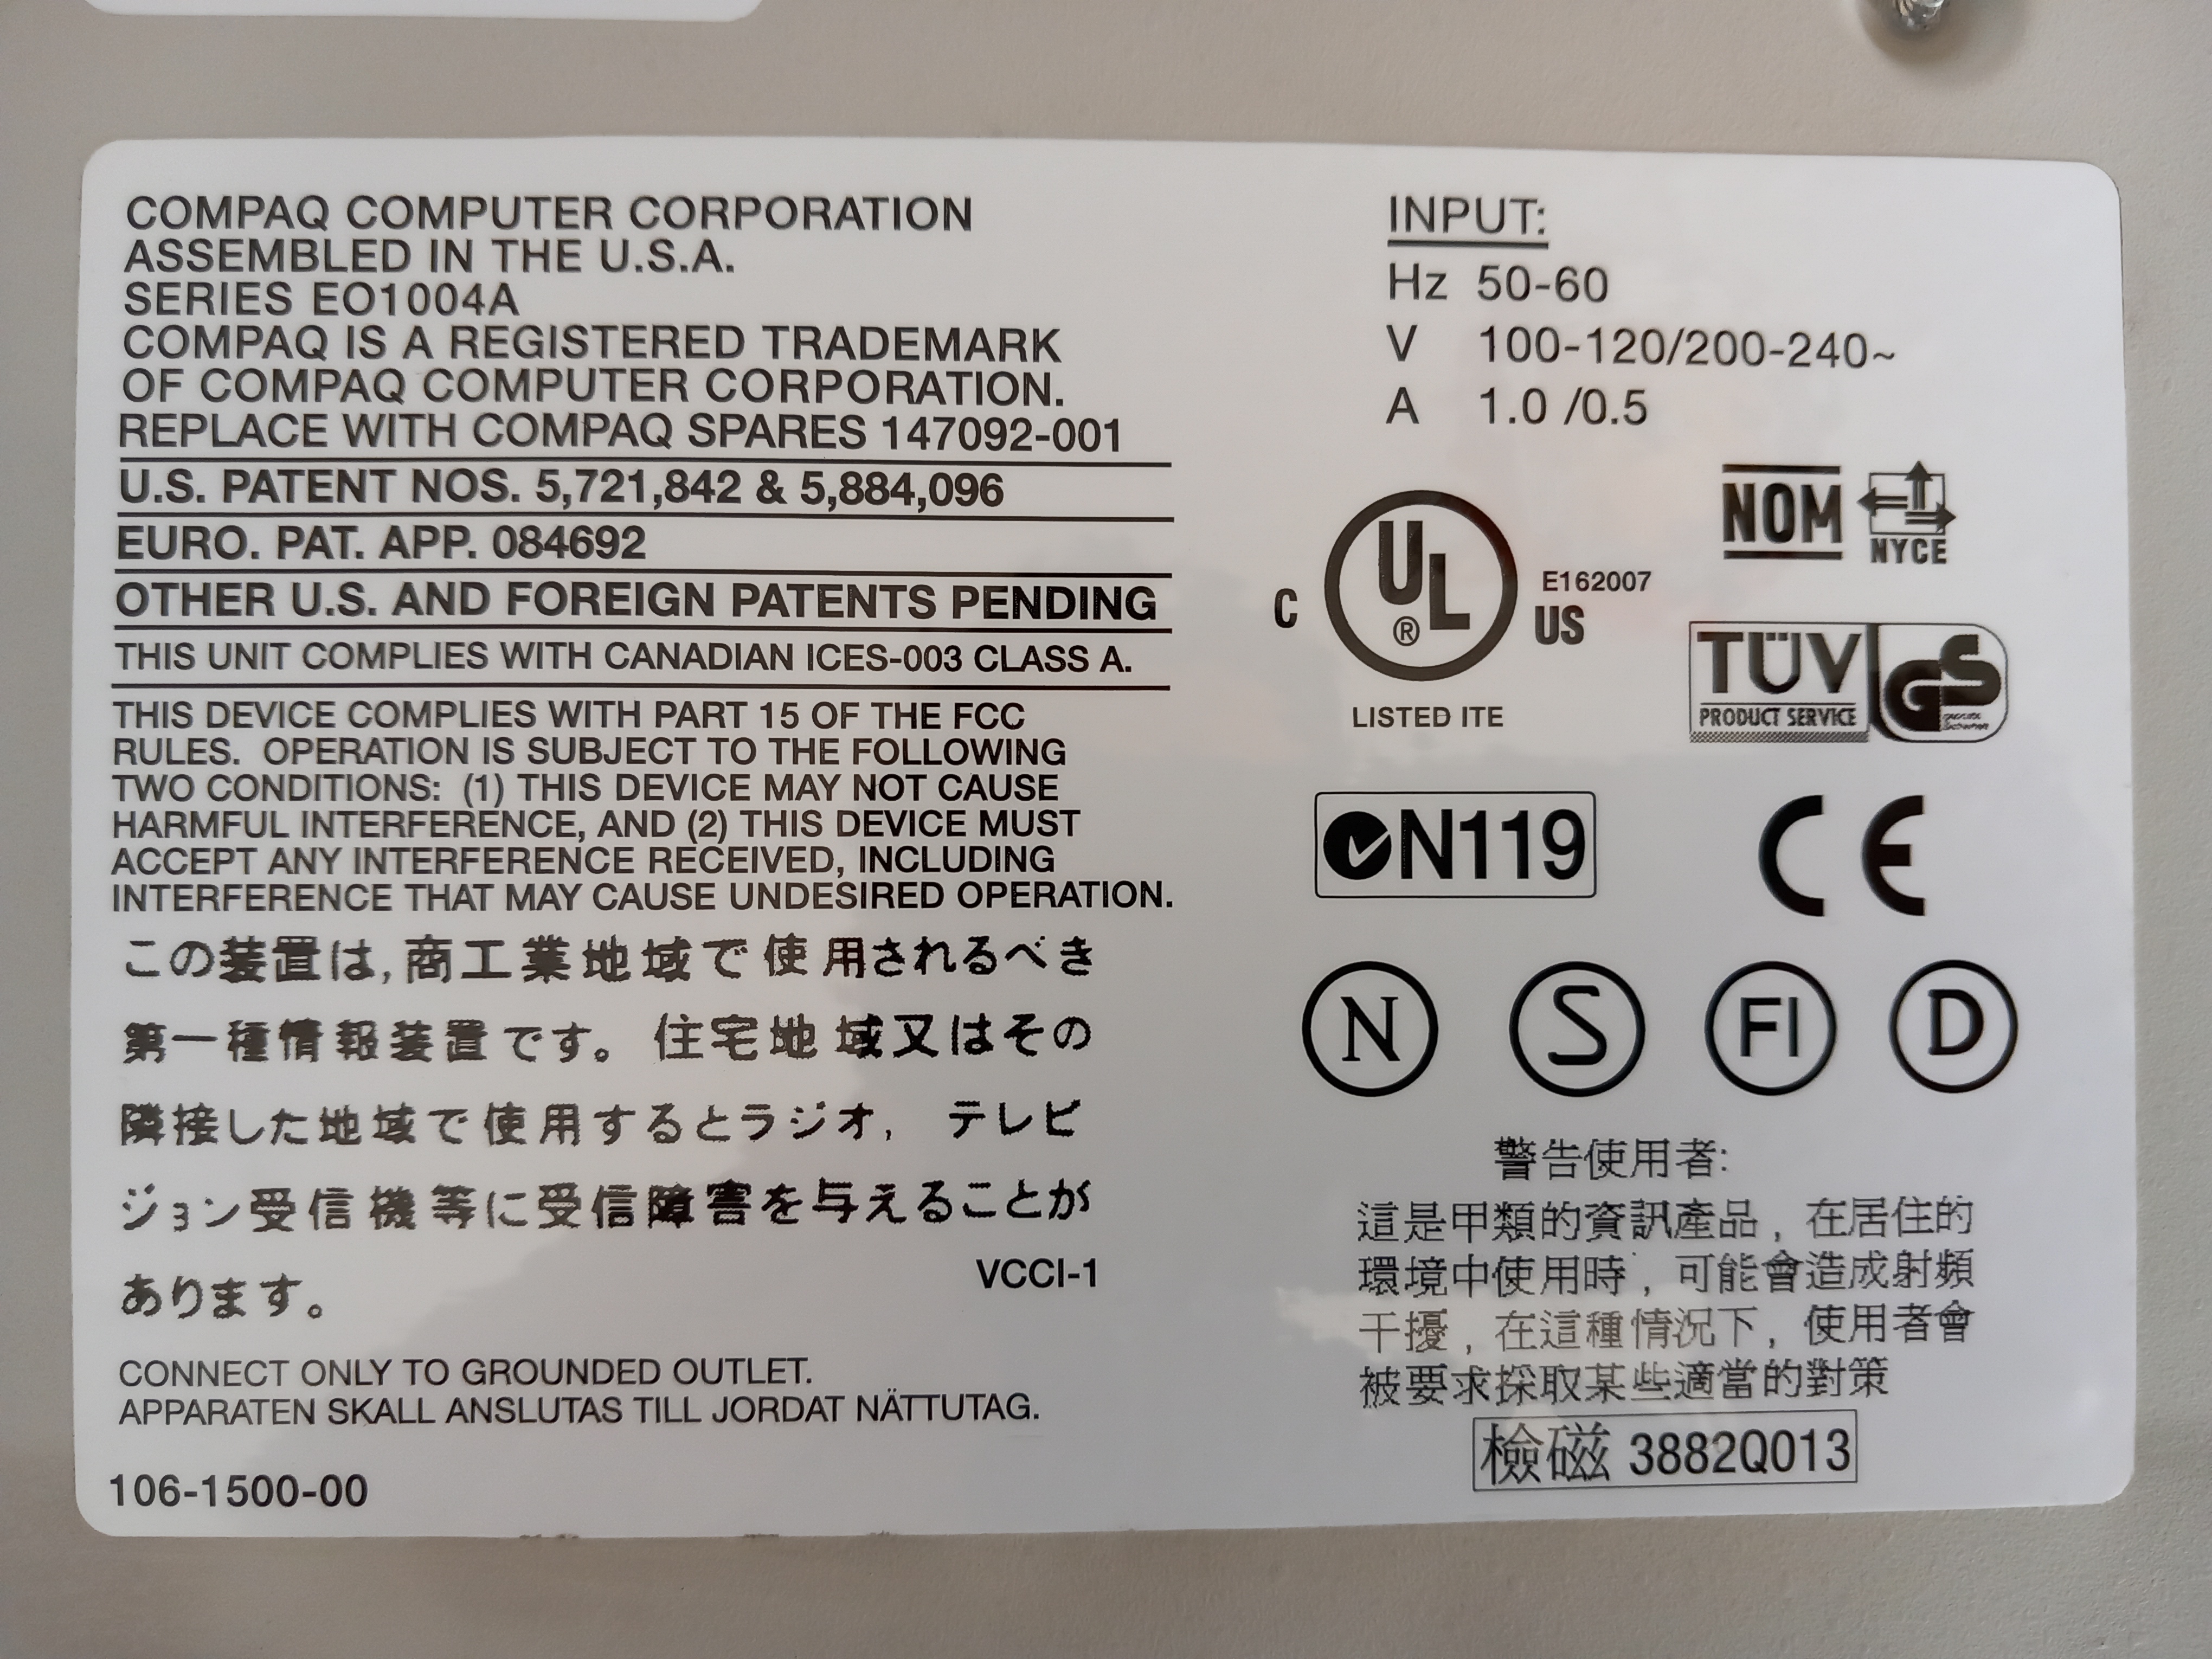 COMPAQ COMPUTER CORPORATION
ASSEMBLED IN THE U.S.A.
SERIES EO1004A
COMPAQ IS A REGISTERED TRADEMARK
OF COMPAQ COMPUTER CORPORATION.
REPLACE WITH COMPAQ SPARES 147092-001
U.S. PATENT NOS. 5,721,842 & 5,884,096
EURO. PAT. APP. 084692
OTHER U.S. AND FOREIGN PATENTS PENDING
THIS UNIT COMPLIES WITH CANADIAN ICES-003 CLASS A.
THIS DEVICE COMPLIES WITH PART 15 OF THE FCC
RULES. OPERATION IS SUBJECT TO THE FOLLOWING
TWO CONDITIONS: (1) THIS DEVICE MAY NOT CAUSE
HARMFUL INTERFERENCE, AND (2) THIS DEVICE MUST
ACCEPT ANY INTERFERENCE RECEIVED, INCLUDING
INTERFERENCE THAT MAY CAUSE UNDESIRED OPERATION.
この装置は,商工業地域で使用されるべき
第一種情報装置です。住宅地域又はその
隣接した地域で使用するとラジオ, テレビ
ジョン受信機等に受信障害を与えることが
あります。
VCCI-1
CONNECT ONLY TO GROUNDED OUTLET.
APPARATEN SKALL ANSLUTAS TILL JORDAT NÄTTUTAG.
106-1500-00
INPUT:
Hz 50-60
V 100-120/200-240~
A 1.0 /0.5
C UL ® US
E162007
LISTED ITE
NOM NYCE
TÜV GS
PRODUCT SERVICE
N119
CE
N S FI D
警告使用者:
這是甲類的資訊產品, 在居住的
環境中使用時, 可能會造成射頻
干擾, 在這種情況下, 使用者會
被要求採取某些適當的對策
檢磁 3882Q013